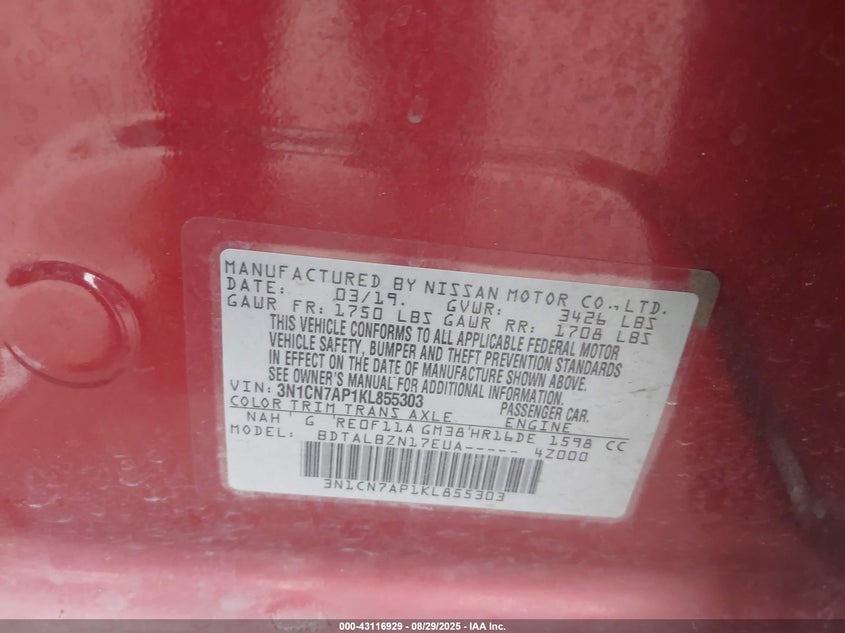 MANUFACTURED BY NISSAN MOTOR CO.,LTD.
DATE: 03/19. GVWR: 3426 LBS
GAWR FR: 1750 LBS GAWR RR: 1708 LBS
THIS VEHICLE CONFORMS TO ALL APPLICABLE FEDERAL MOTOR
VEHICLE SAFETY, BUMPER AND THEFT PREVENTION STANDARDS
IN EFFECT ON THE DATE OF MANUFACTURE SHOWN ABOVE.
SEE OWNER'S MANUAL FOR ADDITIONAL INFORMATION.
VIN: 3N1CN7AP1KL855303 PASSENGER CAR.
COLOR TRIM TRANS AXLE ENGINE
NAH ' G 'RE0F11A GM38'HR16DE 1598 CC
MODEL: BDTALBZN17EUA----- 4Z000
3N1CN7AP1KL855303
000-43116929 - 08/29/2025 - IAA Inc.